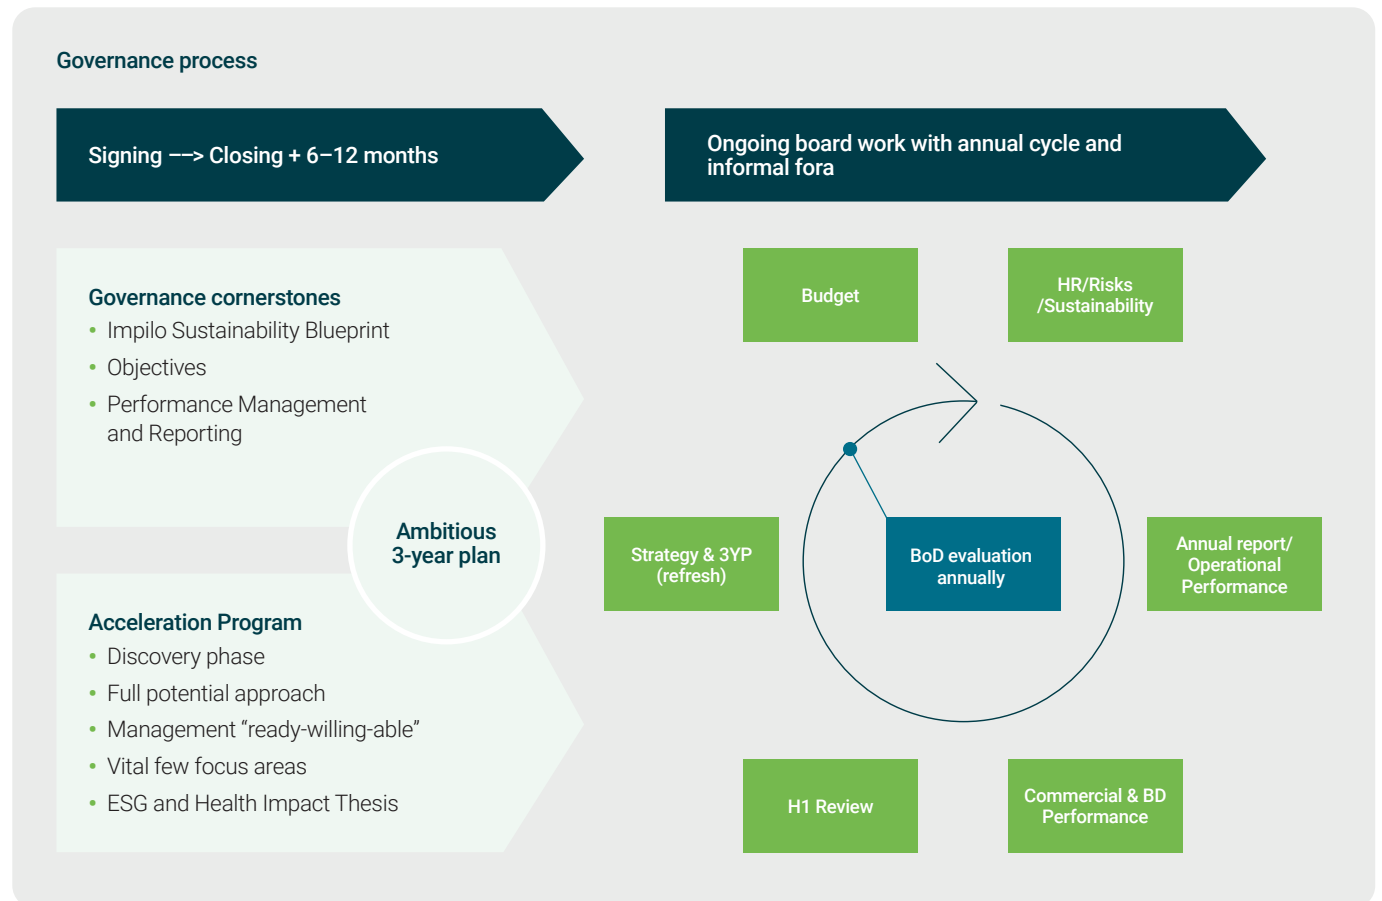 Governance process
Signing ––> Closing + 6–12 months
Ongoing board work with annual cycle and
informal fora
Governance cornerstones
• Impilo Sustainability Blueprint
• Objectives
• Performance Management
and Reporting
Ambitious
3-year plan
Acceleration Program
• Discovery phase
• Full potential approach
• Management “ready-willing-able”
• Vital few focus areas
• ESG and Health Impact Thesis
Budget
HR/Risks
/Sustainability
Strategy & 3YP
(refresh)
BoD evaluation
annually
Annual report/
Operational
Performance
H1 Review
Commercial & BD
Performance